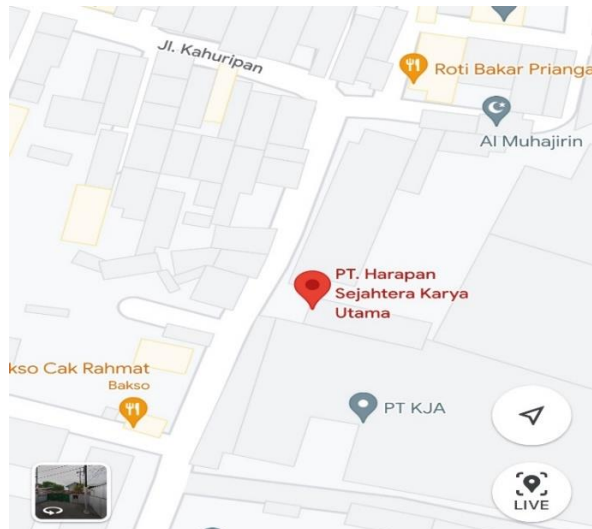 Jl. Kahuripan
Roti Bakar Prianga
Al Muhajirin
PT. Harapan
Sejahtera Karya
Utama
kso Cak Rahmat
Bakso
PT KJA
LIVE